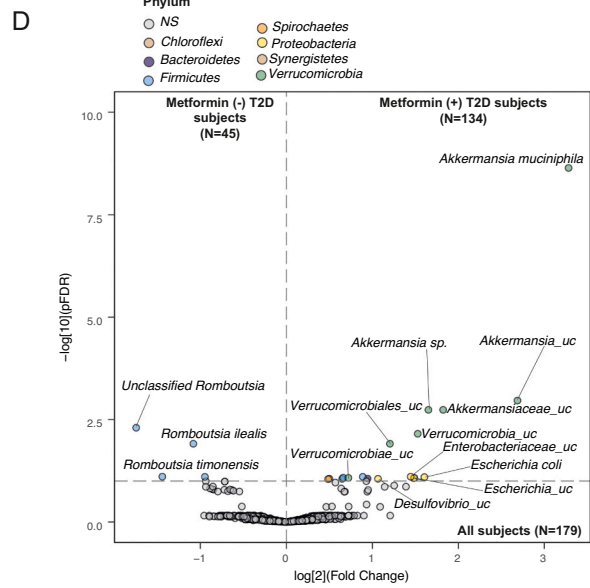 D
Phylum
NS
Chloroflexi
Bacteroidetes
Firmicutes
Spirochaetes
Proteobacteria
Synergistetes
Verrucomicrobia
Metformin (-) T2D
subjects
(N=45)
Metformin (+) T2D subjects
(N=134)
Akkermansia muciniphila
Akkermansia sp.
Akkermansia_uc
Unclassified Romboutsia
Verrucomicrobiales_uc
Akkermansiaceae_uc
Romboutsia ilealis
Verrucomicrobia_uc
Enterobacteriaceae_uc
Verrucomicrobiae_uc
Romboutsia timonensis
Escherichia coli
Escherichia_uc
Desulfovibrio_uc
All subjects (N=179)
−log[10](pFDR)
10.0
7.5
5.0
2.5
0.0
−1
0
1
2
3
log[2](Fold Change)